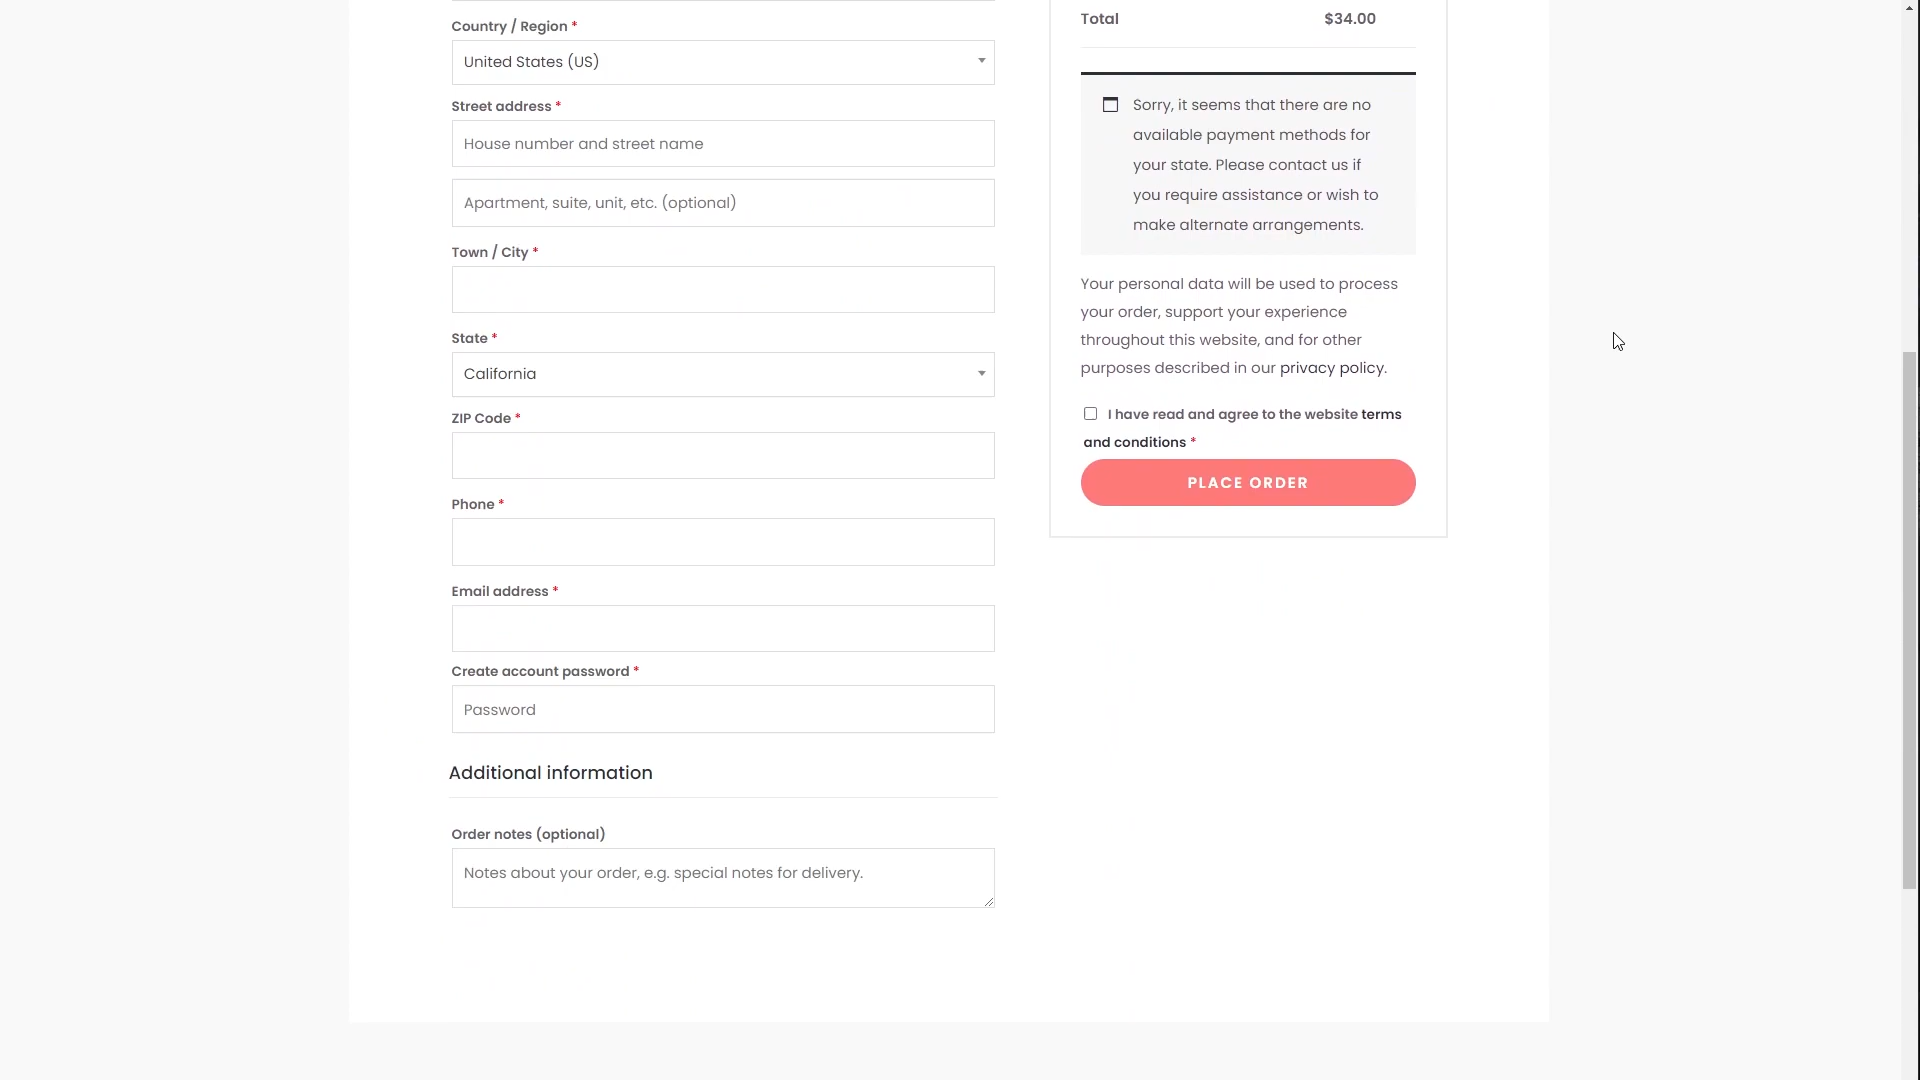 Country / Region *
United States (US)
Street address *
House number and street name
Apartment, suite, unit, etc. (optional)
Town / City *
State *
California
ZIP Code *
Phone *
Email address *
Create account password *
Password
Additional information
Order notes (optional)
Notes about your order, e.g. special notes for delivery.
Total $34.00
Sorry, it seems that there are no
available payment methods for
your state. Please contact us if
you require assistance or wish to
make alternate arrangements.
Your personal data will be used to process
your order, support your experience
throughout this website, and for other
purposes described in our privacy policy.
I have read and agree to the website terms
and conditions *
PLACE ORDER